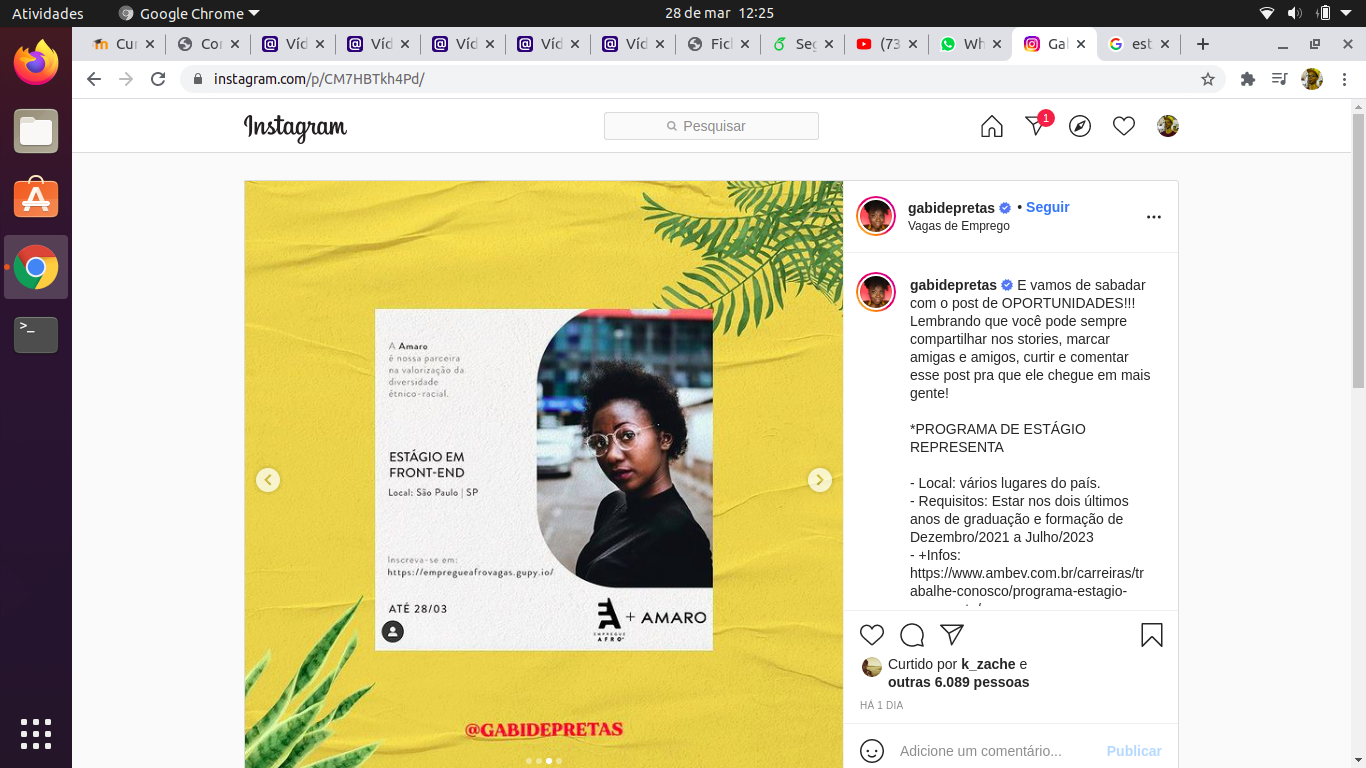 Atividades
Google Chrome
28 de mar 12:25
Cur
Cor
Víd
Víd
Víd
Víd
Víd
Fich
Seg
(73
Wh
Gal
est
instagram.com/p/CM7HBTkh4Pd/
Instagram
Pesquisar
1
A Amaro
é nossa parceira
na valorização da
diversidade
étnico-racial.
ESTÁGIO EM
FRONT-END
Local: São Paulo | SP
Inscreva-se em:
https://empregueafrovagas.gupy.io/
ATÉ 28/03
EMPREGUE
AFRO
+ AMARO
@GABIDEPRETAS
gabidepretas • Seguir
Vagas de Emprego
gabidepretas E vamos de sabadar
com o post de OPORTUNIDADES!!!
Lembrando que você pode sempre
compartilhar nos stories, marcar
amigas e amigos, curtir e comentar
esse post pra que ele chegue em mais
gente!
*PROGRAMA DE ESTÁGIO
REPRESENTA
- Local: vários lugares do país.
- Requisitos: Estar nos dois últimos
anos de graduação e formação de
Dezembro/2021 a Julho/2023
- +Infos:
https://www.ambev.com.br/carreiras/tr
abalhe-conosco/programa-estagio-
Curtido por k_zache e
outras 6.089 pessoas
HÁ 1 DIA
Adicione um comentário...
Publicar